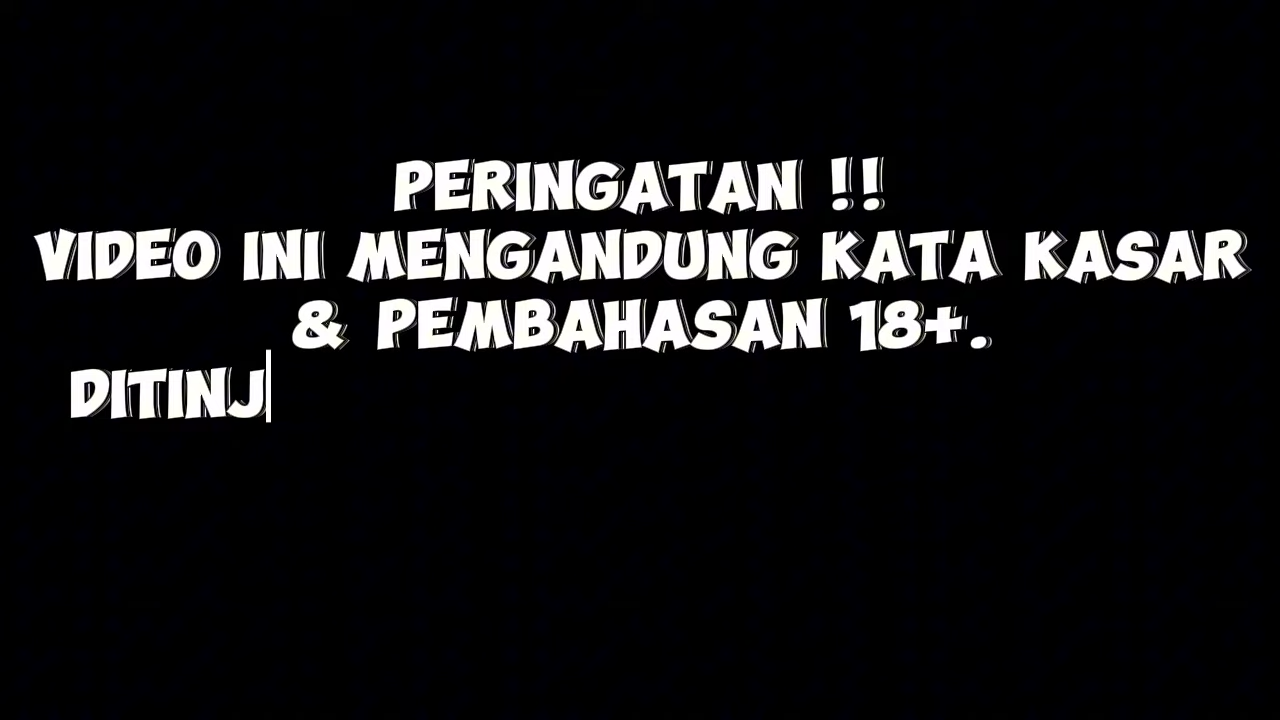 PERINGATAN !!
VIDEO INI MENGANDUNG KATA KASAR
& PEMBAHASAN 18+.
DITINJ